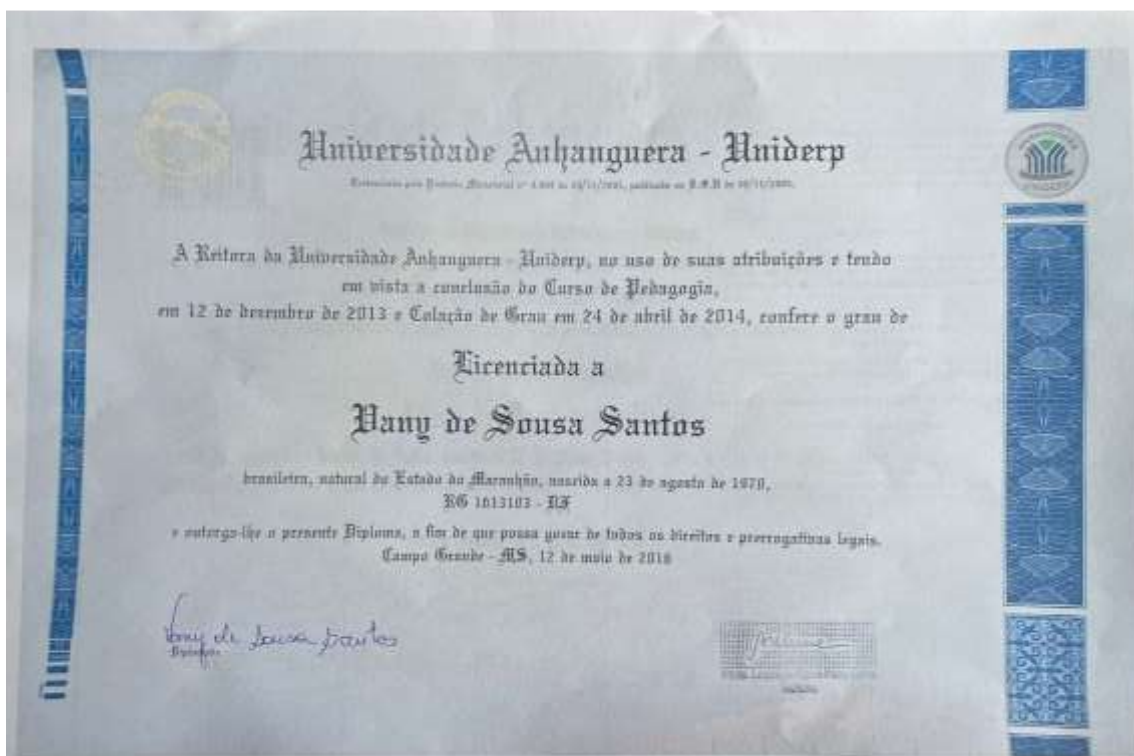 Universidade Anhanguera - Uniderp
A Reitora da Universidade Anhanguera - Uniderp, no uso de suas atribuições e tendo
em vista a conclusão do Curso de Pedagogia,
em 12 de dezembro de 2013 e Colação de Grau em 24 de abril de 2014, confere o grau de
Licenciada a
Vany de Sousa Santos
brasileira, natural do Estado do Maranhão, nascida a 23 de agosto de
RG 1613103 - DF
e outorga-lhe o presente Diploma, a fim de que possa gozar de todos os direitos e prerrogativas legais.
Campo Grande - MS, 12 de maio de
Vany de Sousa Santos